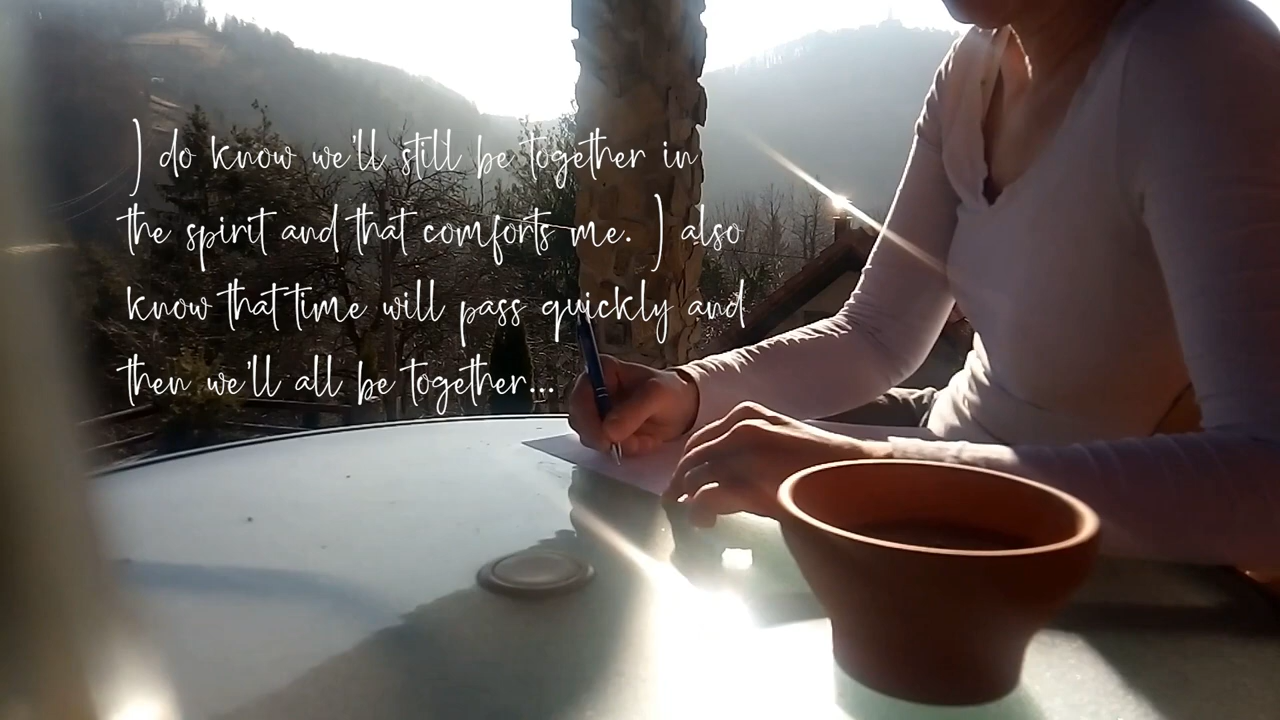 I do know we'll still be together in
the spirit and that comforts me. I also
know that time will pass quickly and
then we'll all be together...